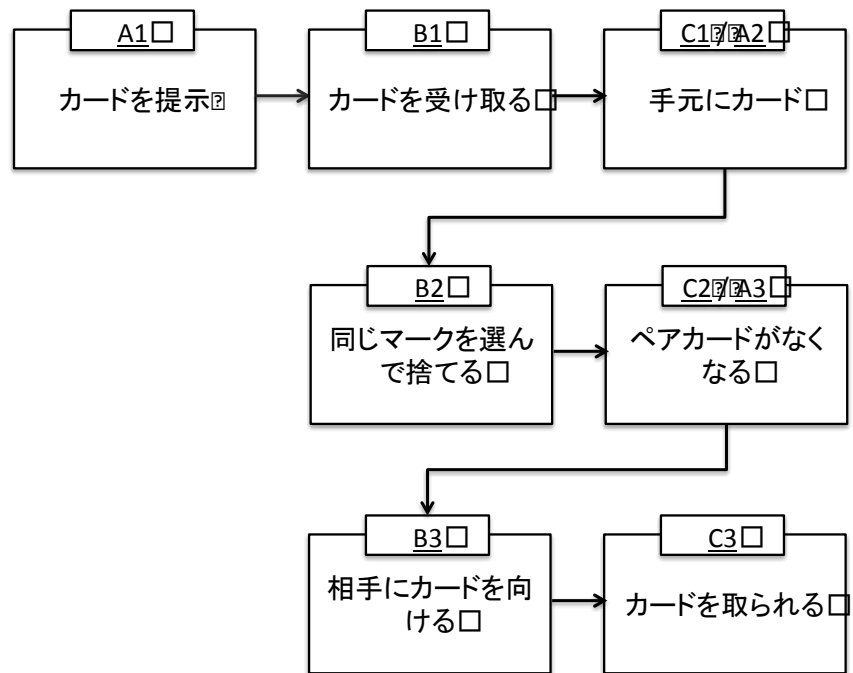 A1□
カードを提示
B1□
カードを受け取る□
C1/A2□
手元にカード□
B2□
同じマークを選ん
で捨てる□
C2/A3□
ペアカードがなく
なる□
B3□
相手にカードを向
ける□
C3□
カードを取られる□